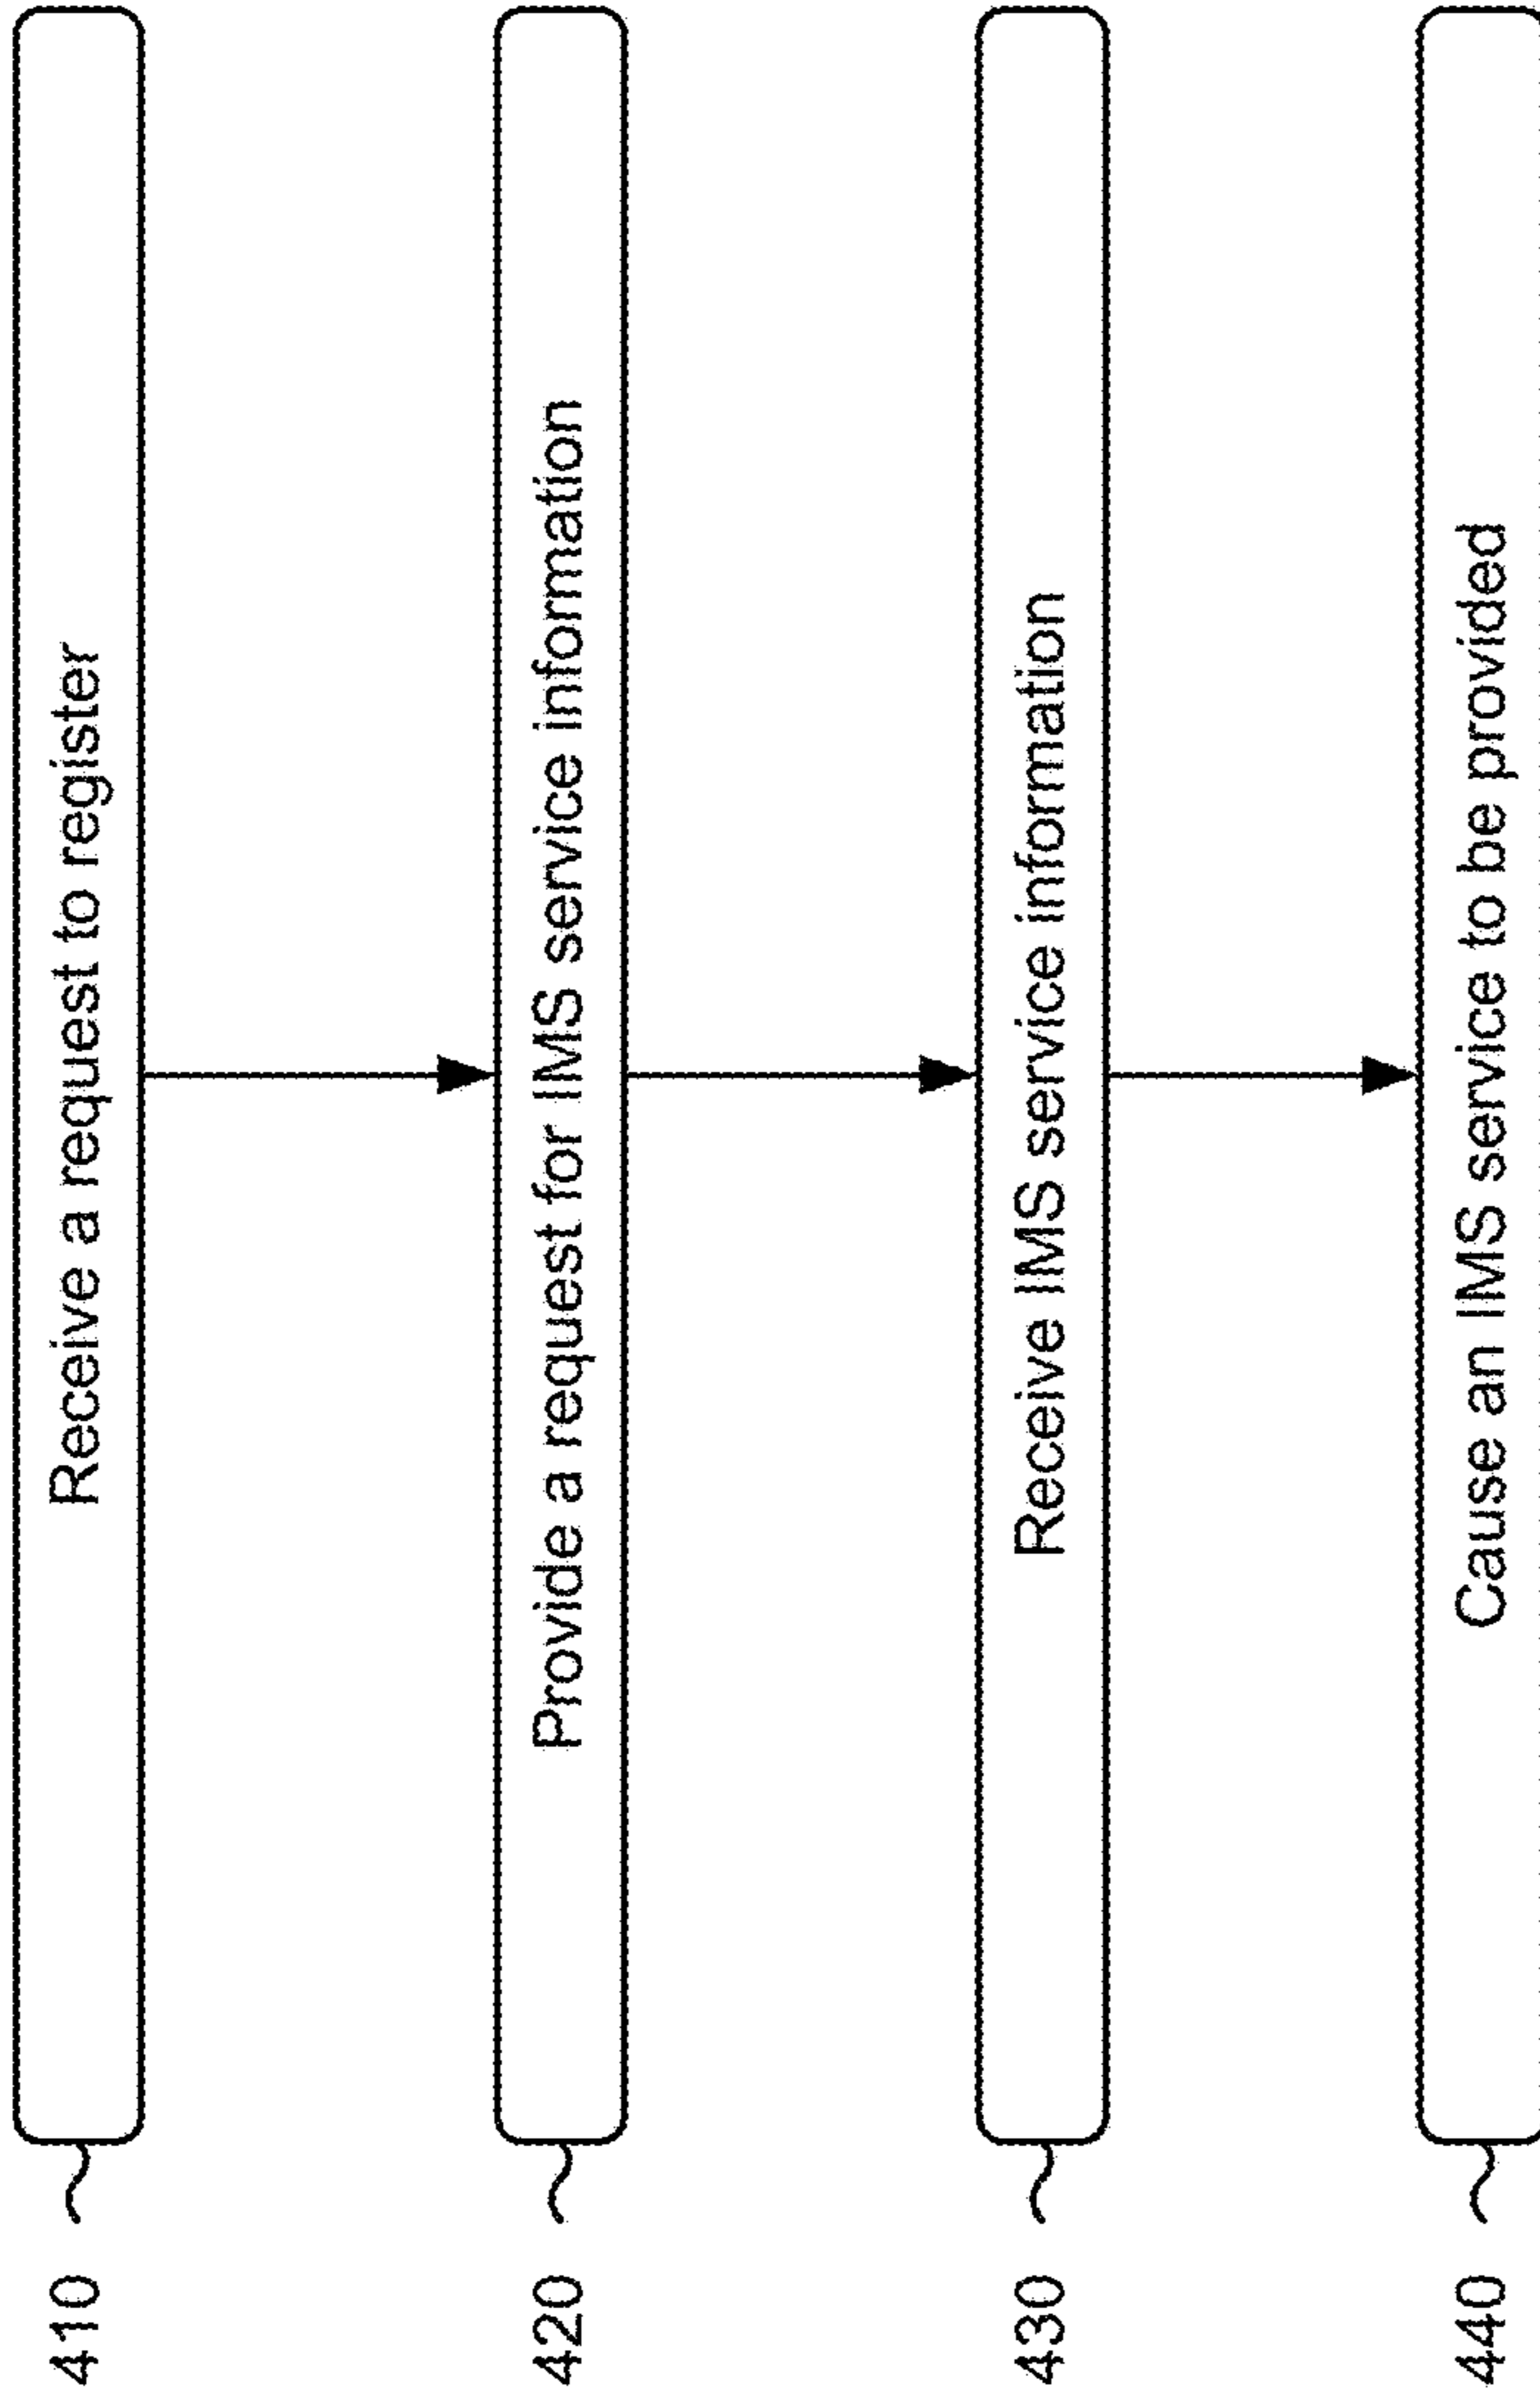 410
Receive a request to register
420
Provide a request for IMS service information
430
Receive IMS service information
440
Cause an IMS service to be provided